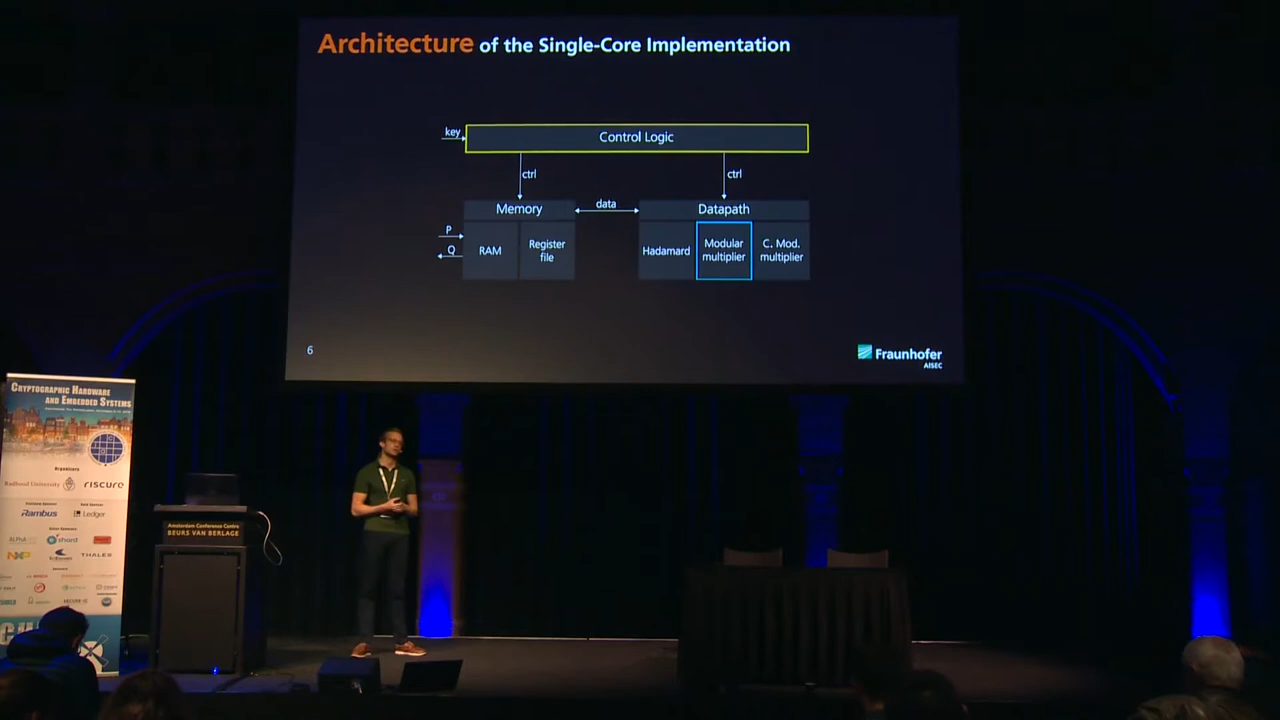 Architecture of the Single-Core Implementation
key
Control Logic
ctrl
ctrl
Memory
data
Datapath
P
Q
RAM
Register
file
Hadamard
Modular
multiplier
C. Mod.
multiplier
6
Fraunhofer
AISEC
Cryptographic Hardware
and Embedded Systems
Organizers
Radboud University
riscure
Rambus
Ledger
NXP
THALES
Amsterdam Conference Centre
BEURS VAN BERLAGE